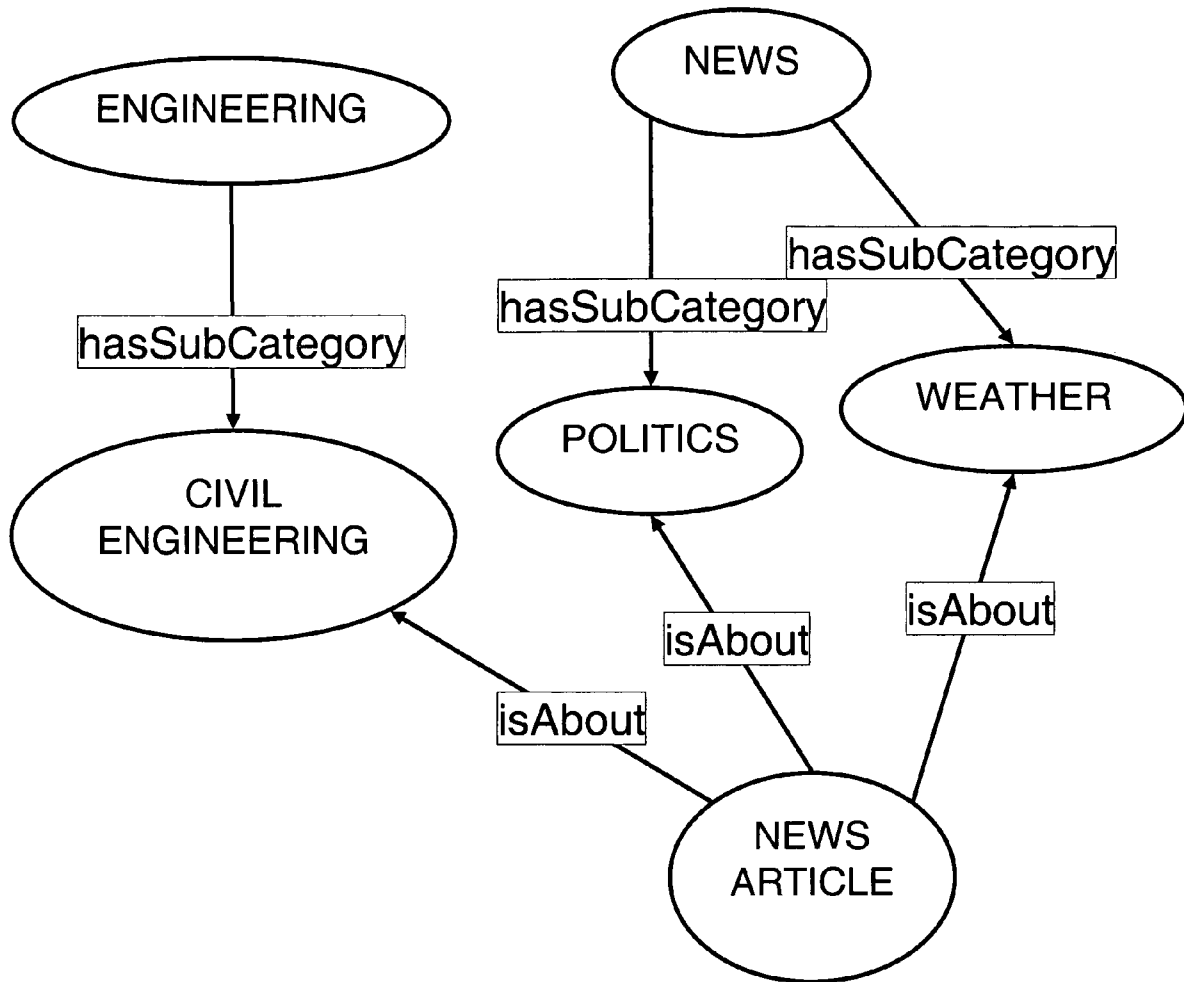 NEWS
ENGINEERING
hasSubCategory
hasSubCategory
hasSubCategory
WEATHER
POLITICS
CIVIL
ENGINEERING
isAbout
isAbout
isAbout
NEWS
ARTICLE